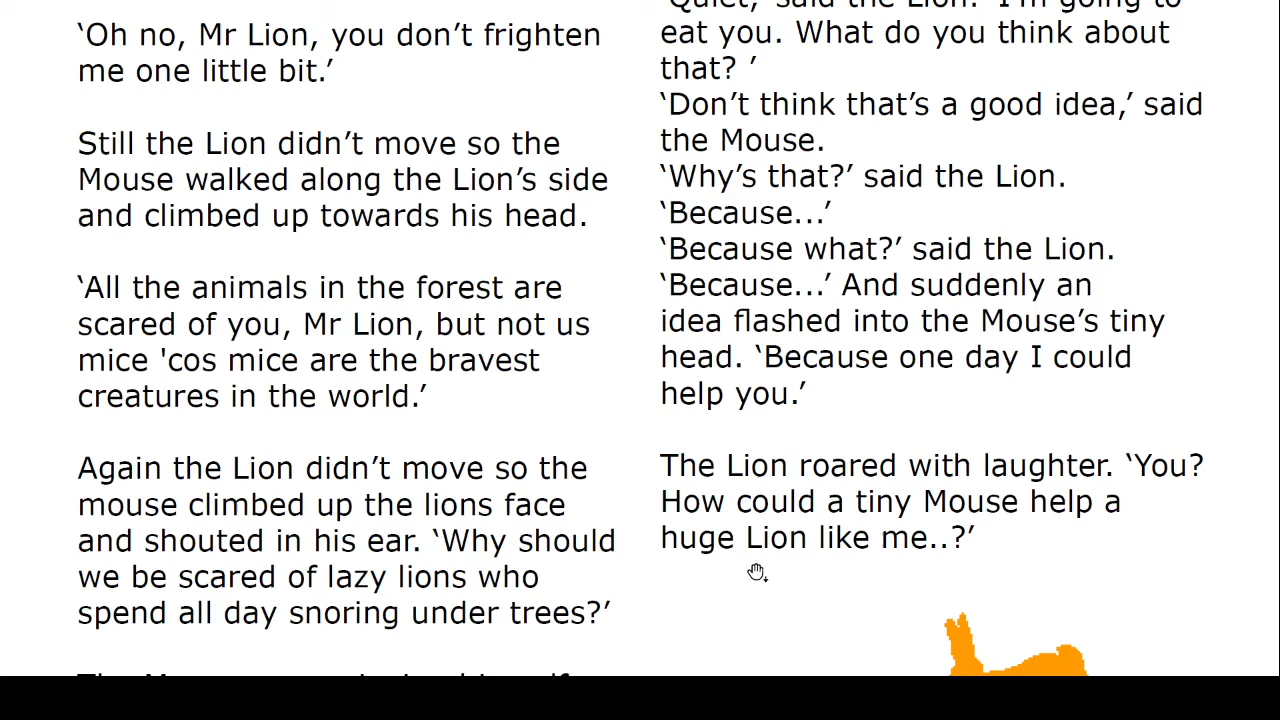 ‘Oh no, Mr Lion, you don’t frighten
me one little bit.’
Still the Lion didn’t move so the
Mouse walked along the Lion’s side
and climbed up towards his head.
‘All the animals in the forest are
scared of you, Mr Lion, but not us
mice 'cos mice are the bravest
creatures in the world.’
Again the Lion didn’t move so the
mouse climbed up the lions face
and shouted in his ear. ‘Why should
we be scared of lazy lions who
spend all day snoring under trees?’
‘Quiet,’ said the Lion. ‘I’m going to
eat you. What do you think about
that? ’
‘Don’t think that’s a good idea,’ said
the Mouse.
‘Why’s that?’ said the Lion.
‘Because...’
‘Because what?’ said the Lion.
‘Because...’ And suddenly an
idea flashed into the Mouse’s tiny
head. ‘Because one day I could
help you.’
The Lion roared with laughter. ‘You?
How could a tiny Mouse help a
huge Lion like me..?’